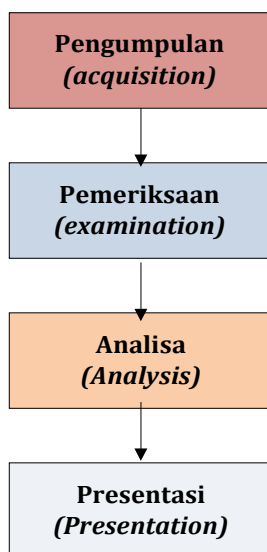 Pengumpulan
(acquisition)
Pemeriksaan
(examination)
Analisa
(Analysis)
Presentasi
(Presentation)